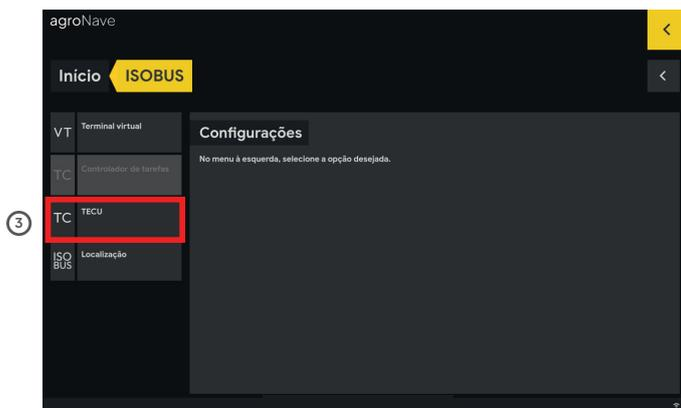 agroNave
Início ISOBUS
VT Terminal virtual
TC Controlador de tarefas
TC TECU
ISO
BUS Localização
Configurações
No menu à esquerda, selecione a opção desejada.
3